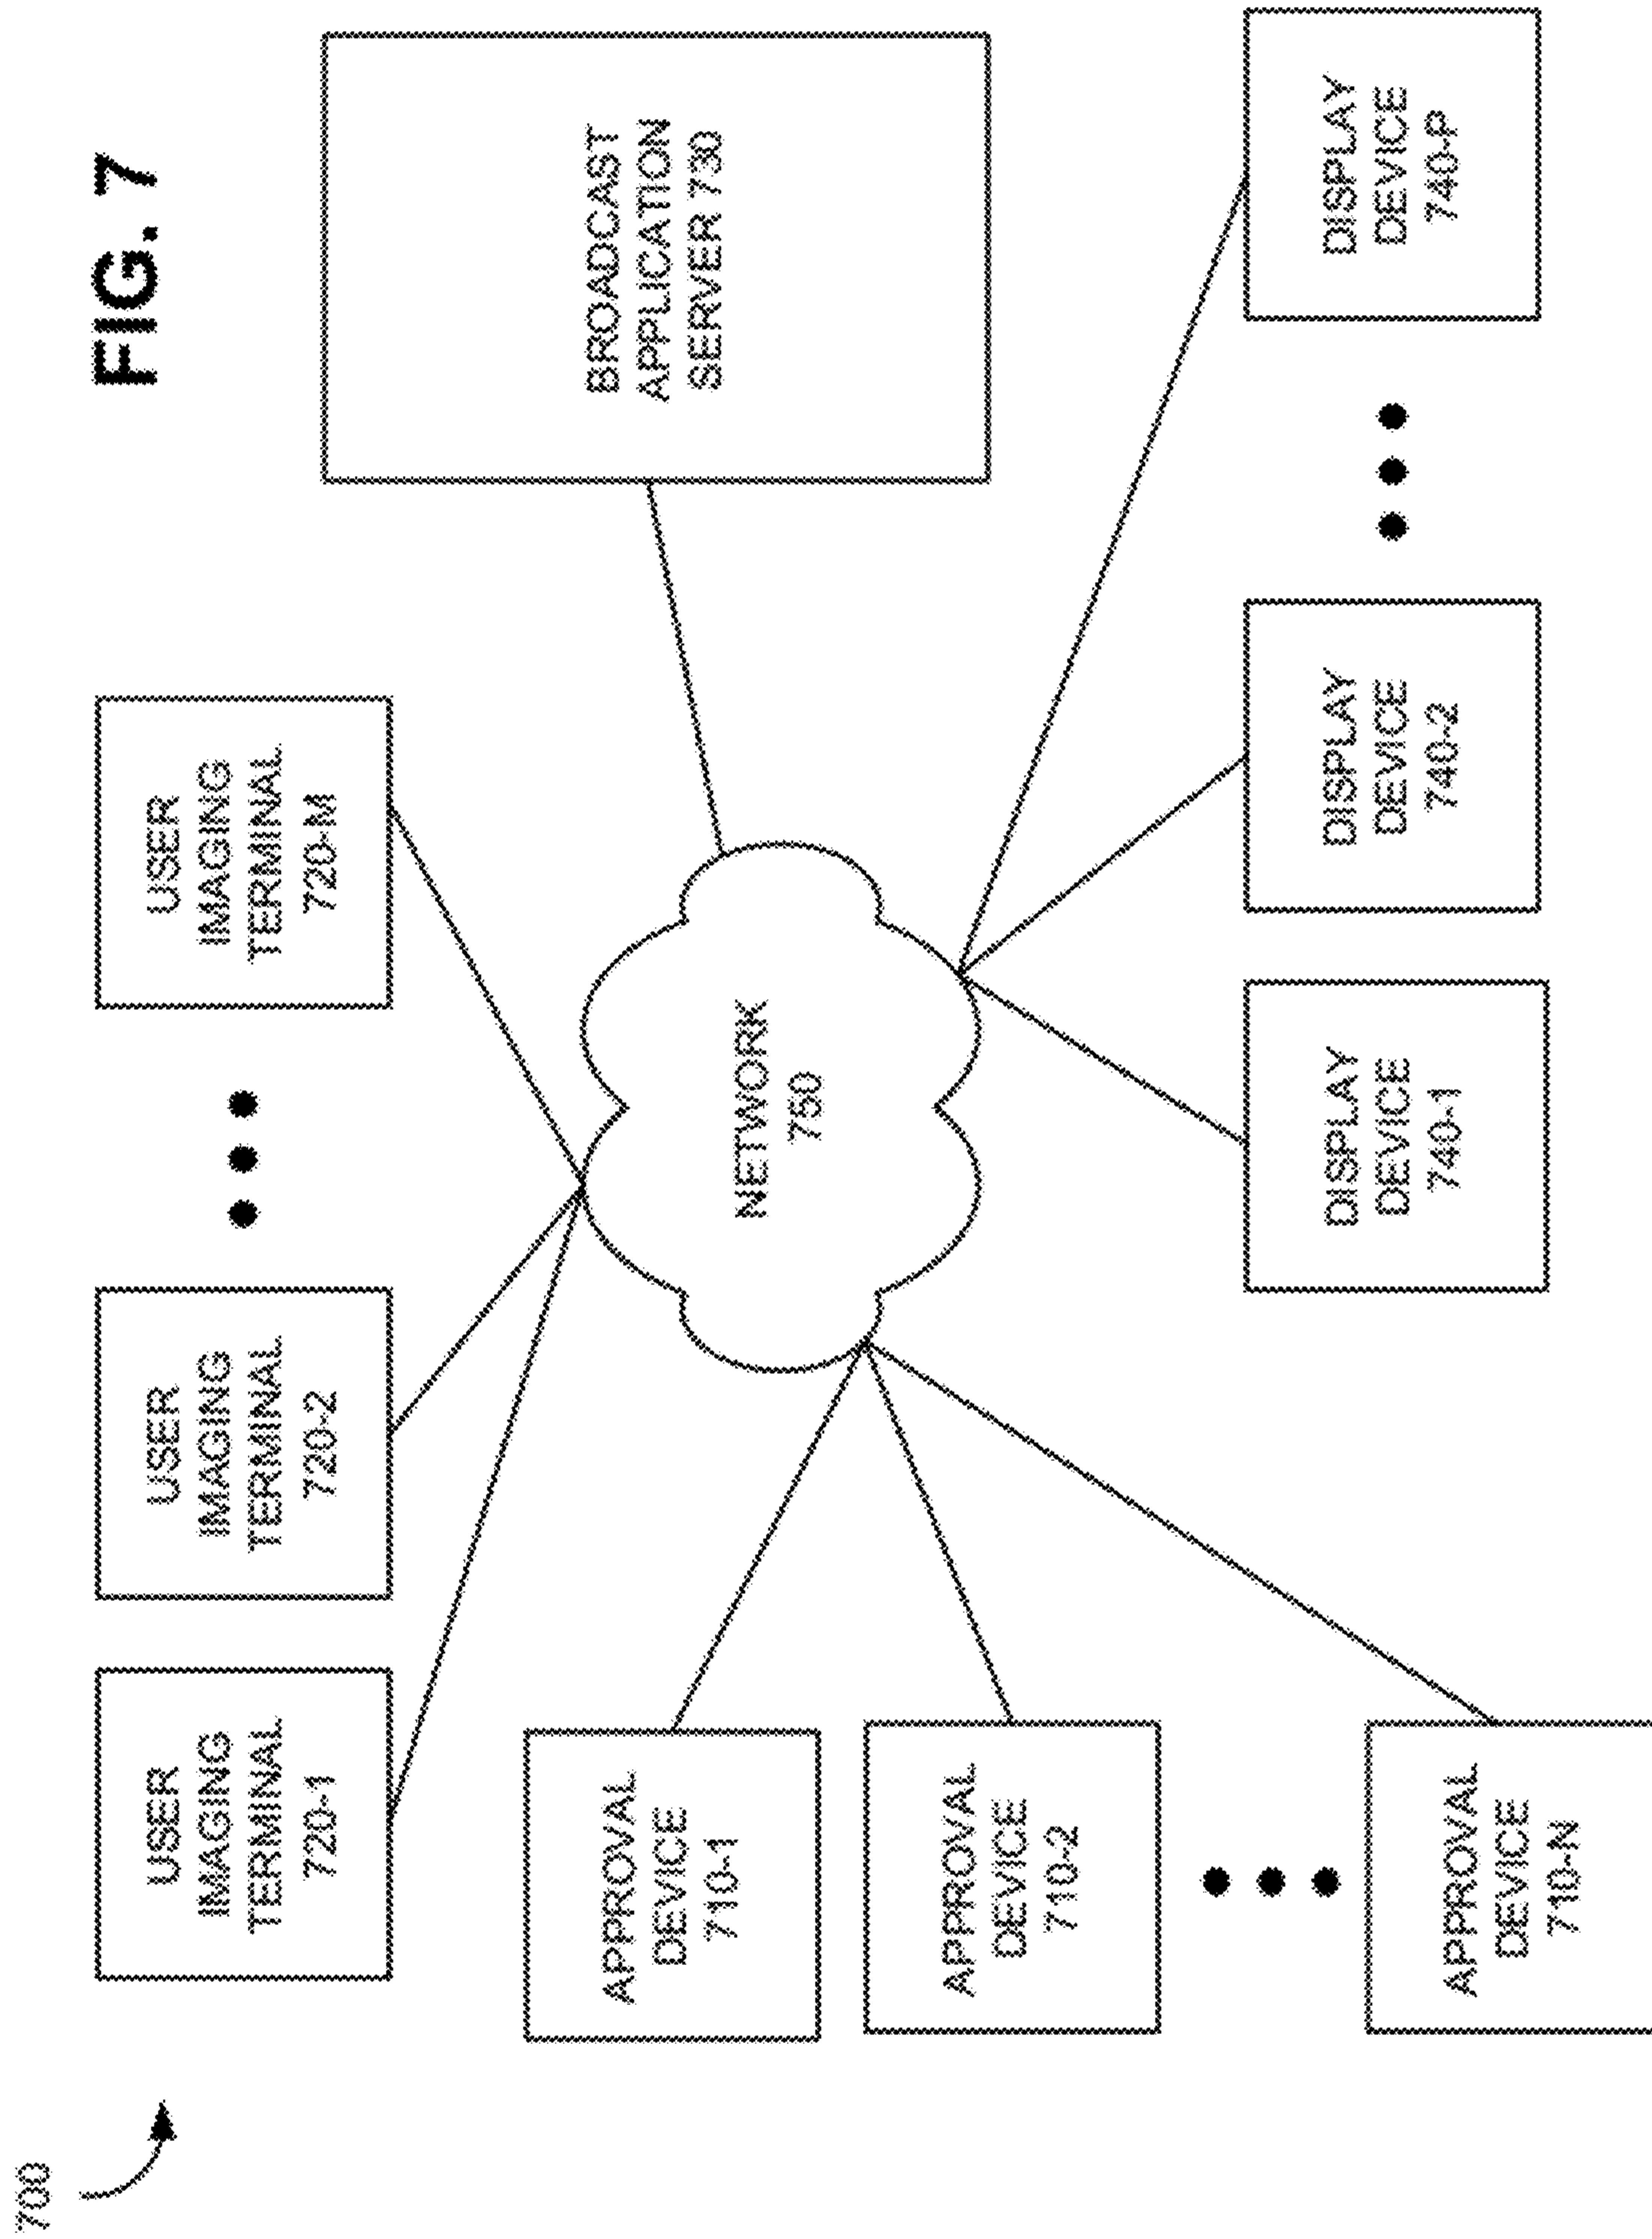 FIG. 7
700
USER
IMAGING
TERMINAL
720-1
USER
IMAGING
TERMINAL
720-2
USER
IMAGING
TERMINAL
720-M
BROADCAST
APPLICATION
SERVER 730
APPROVAL
DEVICE
710-1
APPROVAL
DEVICE
710-2
APPROVAL
DEVICE
710-N
NETWORK
750
DISPLAY
DEVICE
740-1
DISPLAY
DEVICE
740-2
DISPLAY
DEVICE
740-P